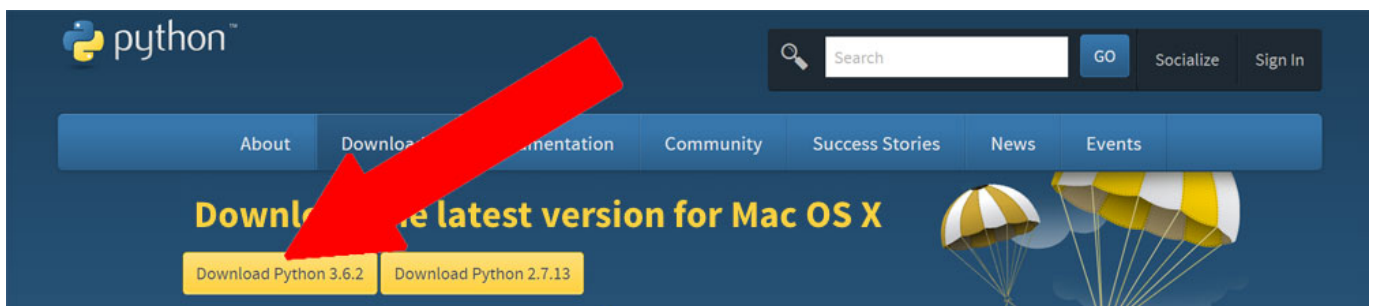 python™
Search
GO
Socialize
Sign In
About
Community
Success Stories
News
Events
latest version for Mac OS X
Download Python 3.6.2
Download Python 2.7.13